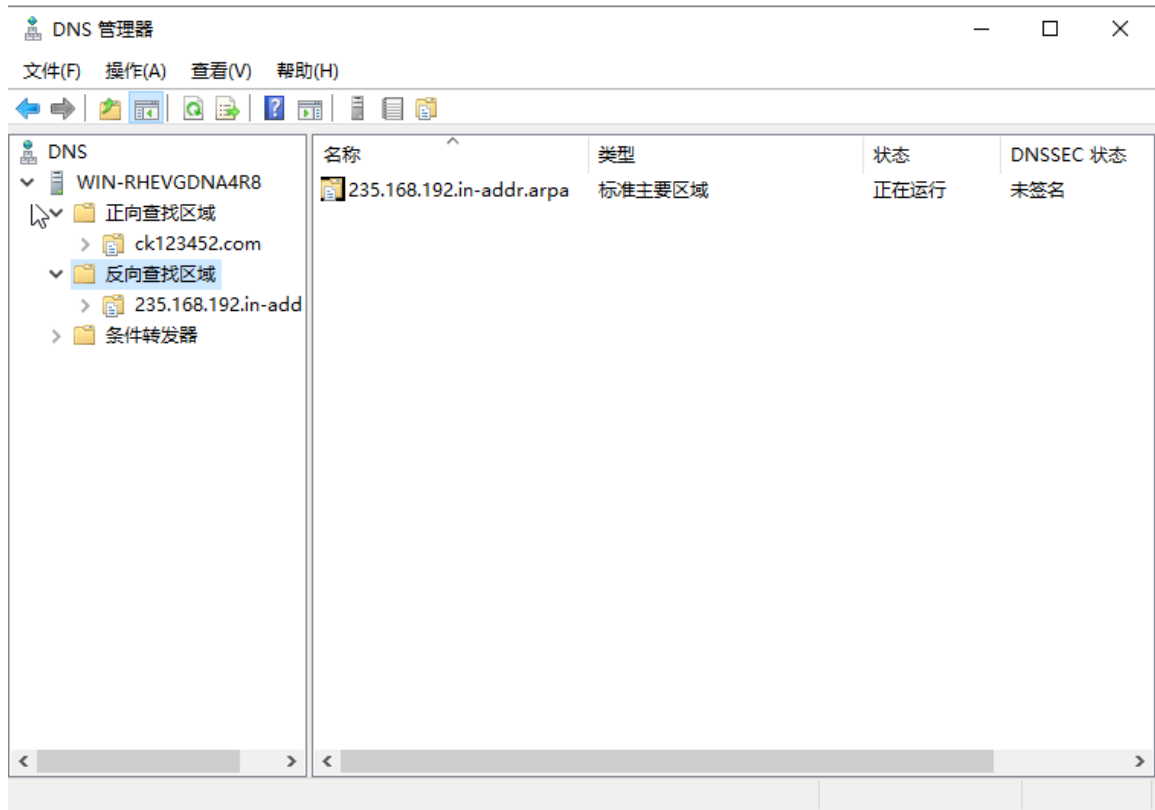 DNS 管理器
文件(F) 操作(A) 查看(V) 帮助(H)
DNS
WIN-RHEVGDNA4R8
正向查找区域
ck123452.com
反向查找区域
235.168.192.in-add
条件转发器
名称 类型 状态 DNSSEC 状态
235.168.192.in-addr.arpa 标准主要区域 正在运行 未签名